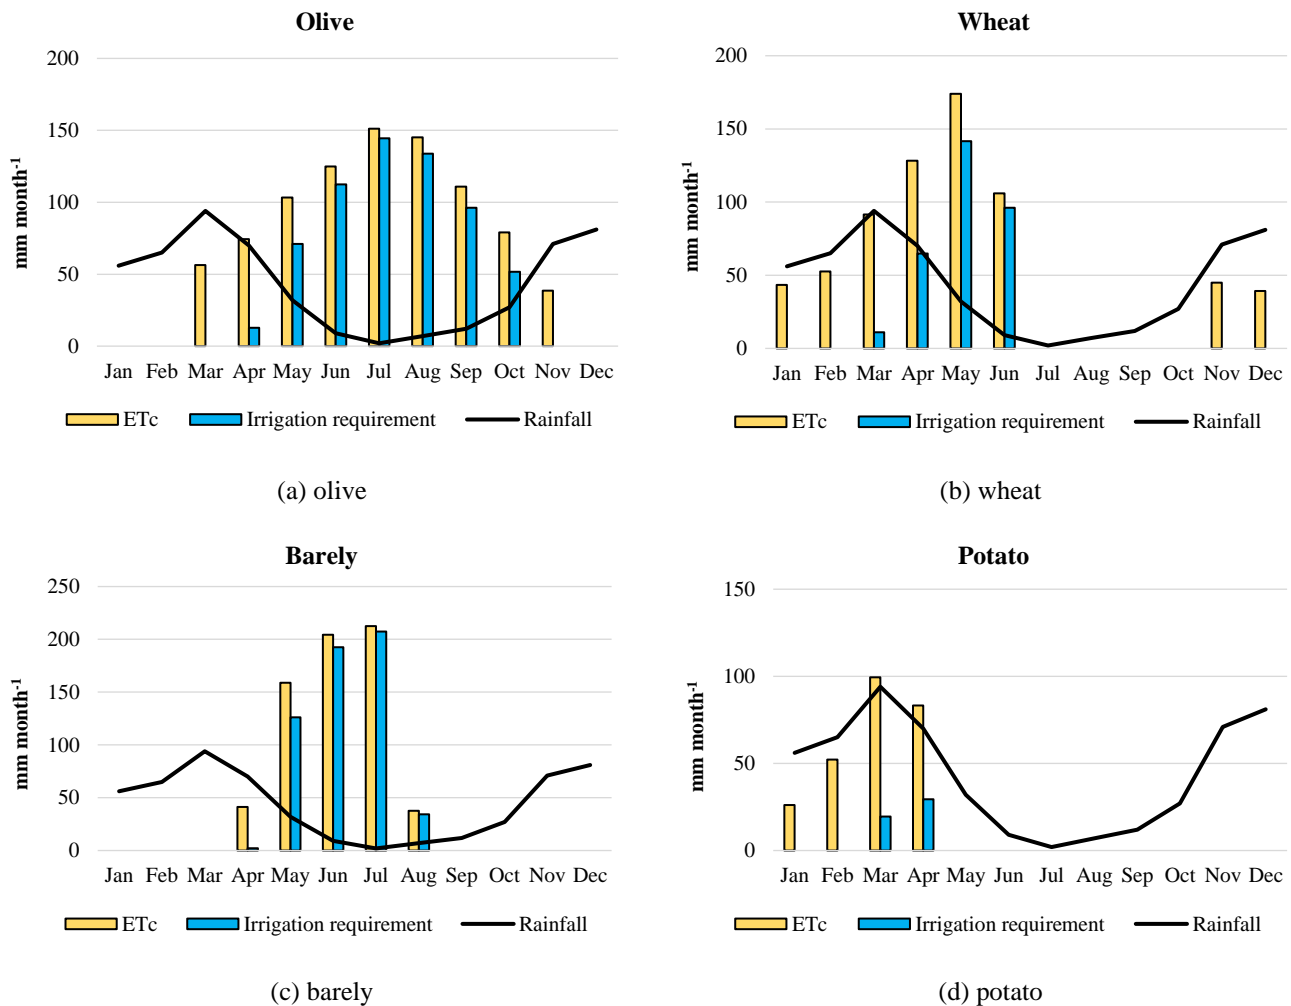 Olive
200
150
100
50
0
mm month-1
Jan Feb Mar Apr May Jun Jul Aug Sep Oct Nov Dec
ETc Irrigation requirement Rainfall
(a) olive
Wheat
200
150
100
50
0
mm month-1
Jan Feb Mar Apr May Jun Jul Aug Sep Oct Nov Dec
ETc Irrigation requirement Rainfall
(b) wheat
Barely
250
200
150
100
50
0
mm month-1
Jan Feb Mar Apr May Jun Jul Aug Sep Oct Nov Dec
ETc Irrigation requirement Rainfall
(c) barely
Potato
150
100
50
0
mm month-1
Jan Feb Mar Apr May Jun Jul Aug Sep Oct Nov Dec
ETc Irrigation requirement Rainfall
(d) potato